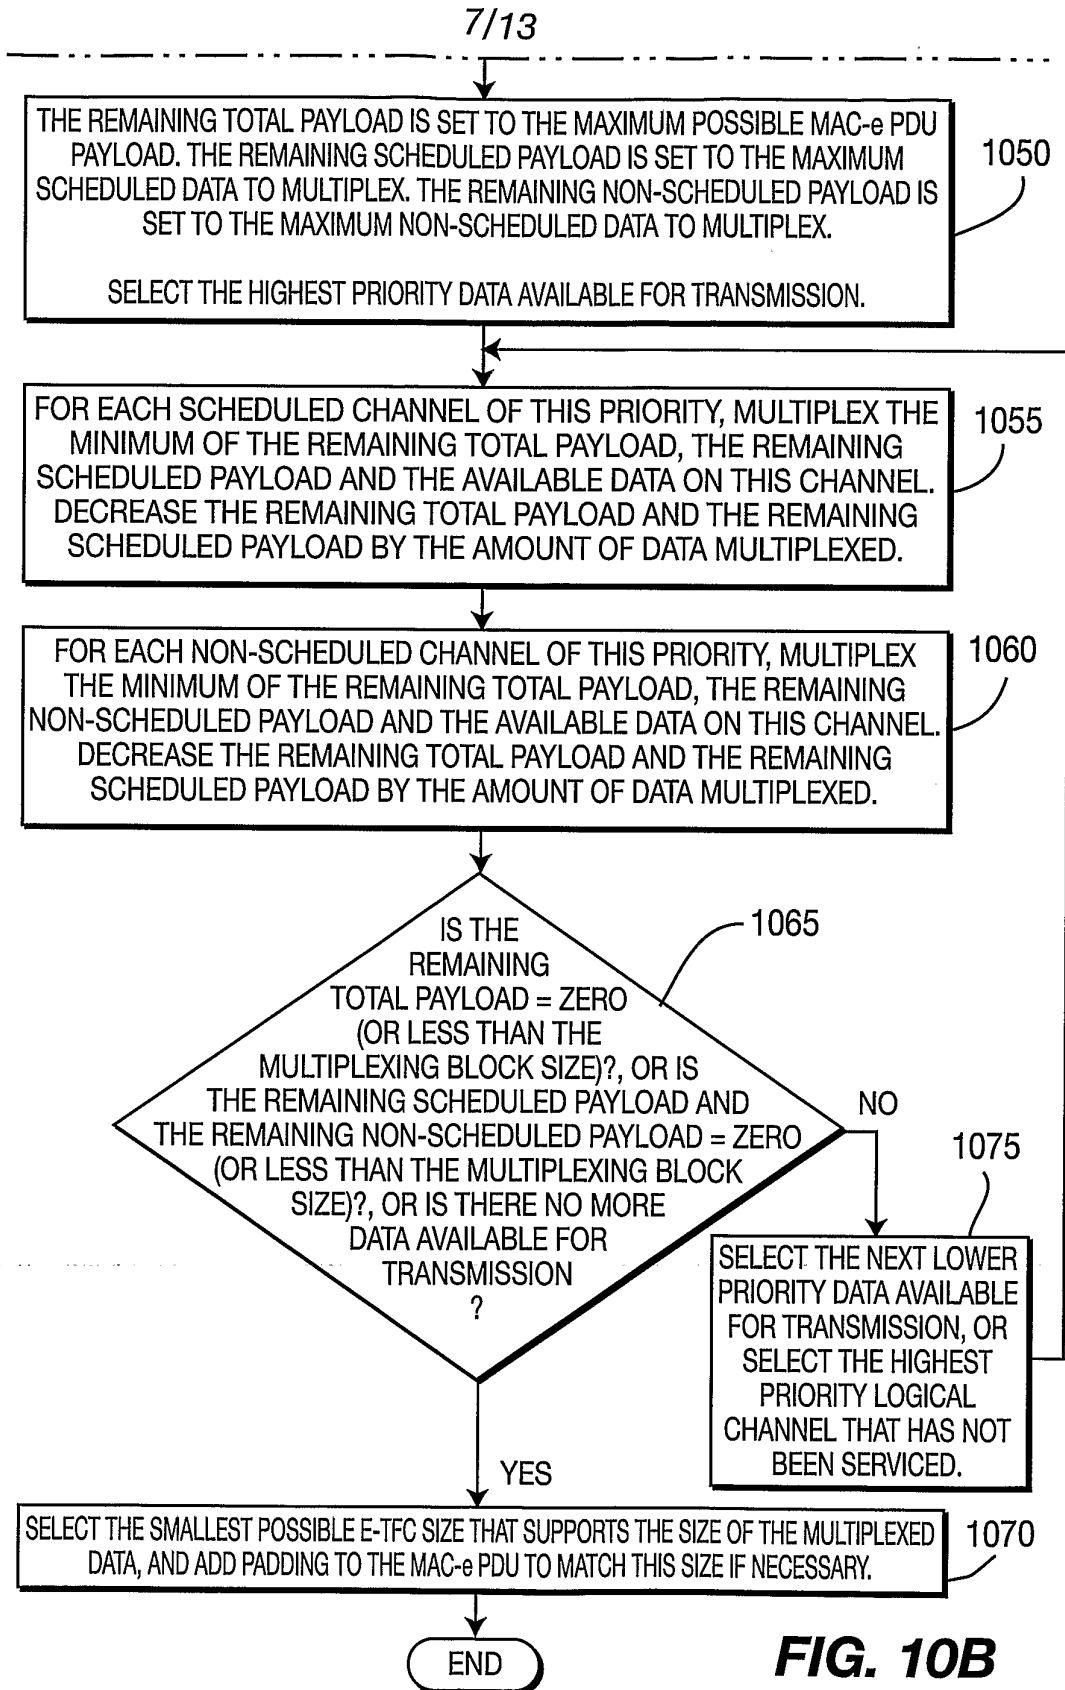 7/13
THE REMAINING TOTAL PAYLOAD IS SET TO THE MAXIMUM POSSIBLE MAC-e PDU
PAYLOAD. THE REMAINING SCHEDULED PAYLOAD IS SET TO THE MAXIMUM
SCHEDULED DATA TO MULTIPLEX. THE REMAINING NON-SCHEDULED PAYLOAD IS
SET TO THE MAXIMUM NON-SCHEDULED DATA TO MULTIPLEX.
SELECT THE HIGHEST PRIORITY DATA AVAILABLE FOR TRANSMISSION.
1050
FOR EACH SCHEDULED CHANNEL OF THIS PRIORITY, MULTIPLEX THE
MINIMUM OF THE REMAINING TOTAL PAYLOAD, THE REMAINING
SCHEDULED PAYLOAD AND THE AVAILABLE DATA ON THIS CHANNEL.
DECREASE THE REMAINING TOTAL PAYLOAD AND THE REMAINING
SCHEDULED PAYLOAD BY THE AMOUNT OF DATA MULTIPLEXED.
1055
FOR EACH NON-SCHEDULED CHANNEL OF THIS PRIORITY, MULTIPLEX
THE MINIMUM OF THE REMAINING TOTAL PAYLOAD, THE REMAINING
NON-SCHEDULED PAYLOAD AND THE AVAILABLE DATA ON THIS CHANNEL.
DECREASE THE REMAINING TOTAL PAYLOAD AND THE REMAINING
SCHEDULED PAYLOAD BY THE AMOUNT OF DATA MULTIPLEXED.
1060
IS THE
REMAINING
TOTAL PAYLOAD = ZERO
(OR LESS THAN THE
MULTIPLEXING BLOCK SIZE)?, OR IS
THE REMAINING SCHEDULED PAYLOAD AND
THE REMAINING NON-SCHEDULED PAYLOAD = ZERO
(OR LESS THAN THE MULTIPLEXING BLOCK
SIZE)?, OR IS THERE NO MORE
DATA AVAILABLE FOR
TRANSMISSION
?
1065
NO
1075
SELECT THE NEXT LOWER
PRIORITY DATA AVAILABLE
FOR TRANSMISSION, OR
SELECT THE HIGHEST
PRIORITY LOGICAL
CHANNEL THAT HAS NOT
BEEN SERVICED.
YES
SELECT THE SMALLEST POSSIBLE E-TFC SIZE THAT SUPPORTS THE SIZE OF THE MULTIPLEXED
DATA, AND ADD PADDING TO THE MAC-e PDU TO MATCH THIS SIZE IF NECESSARY.
1070
END
FIG. 10B